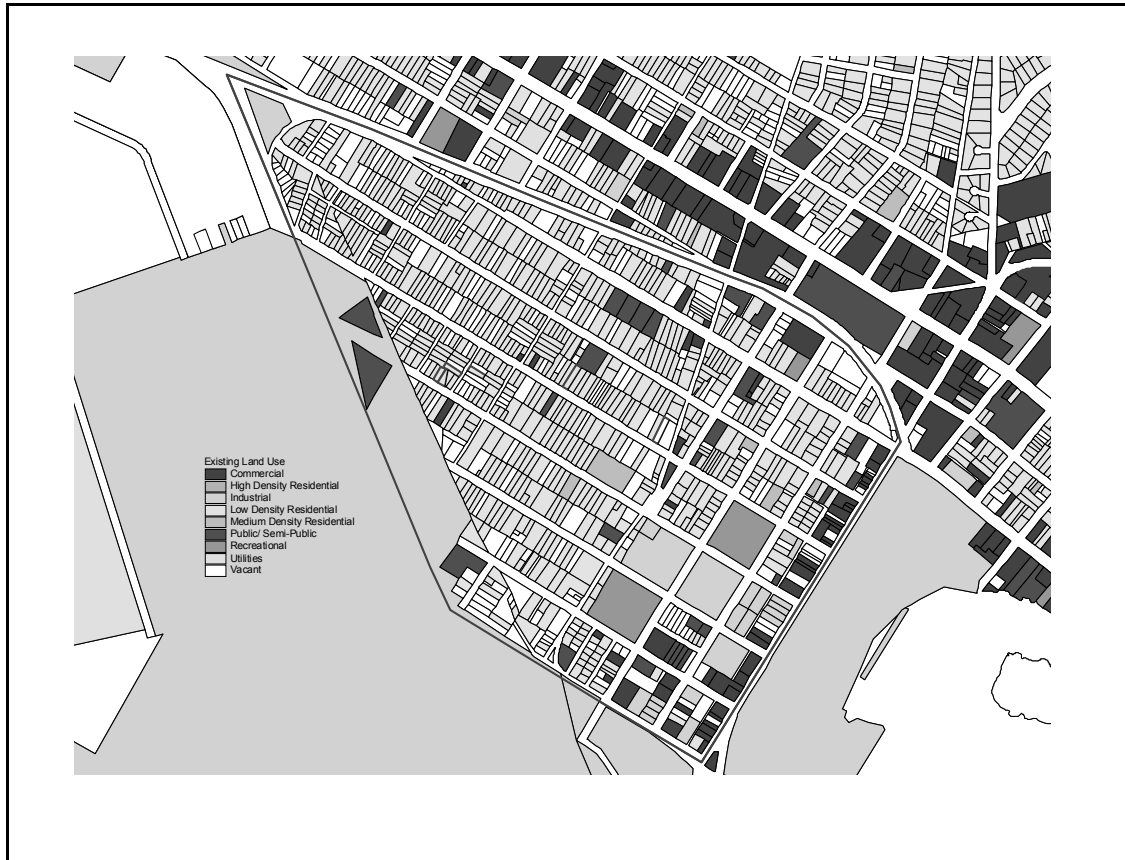 Existing Land Use
Commercial
High Density Residential
Industrial
Low Density Residential
Medium Density Residential
Public/ Semi-Public
Recreational
Utilities
Vacant